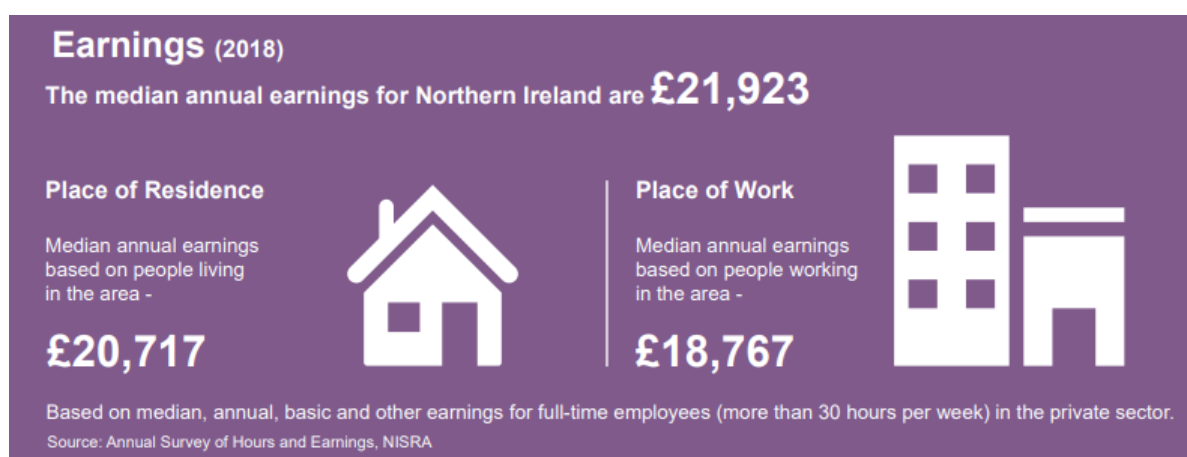 Earnings (2018)
The median annual earnings for Northern Ireland are £21,923
Place of Residence
Median annual earnings
based on people living
in the area -
£20,717
Place of Work
Median annual earnings
based on people working
in the area -
£18,767
Based on median, annual, basic and other earnings for full-time employees (more than 30 hours per week) in the private sector.
Source: Annual Survey of Hours and Earnings, NISRA